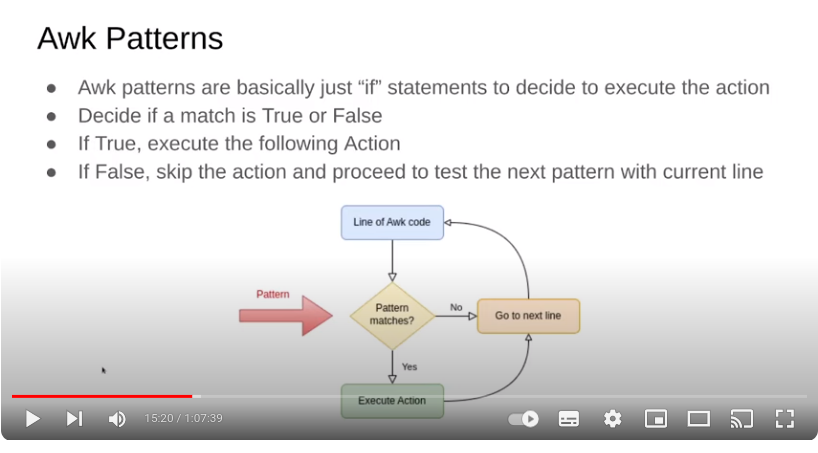 Awk Patterns
● Awk patterns are basically just “if” statements to decide to execute the action
● Decide if a match is True or False
● If True, execute the following Action
● If False, skip the action and proceed to test the next pattern with current line
Line of Awk code
Pattern
Pattern
matches?
No
Go to next line
Yes
Execute Action
15:20 / 1:07:39